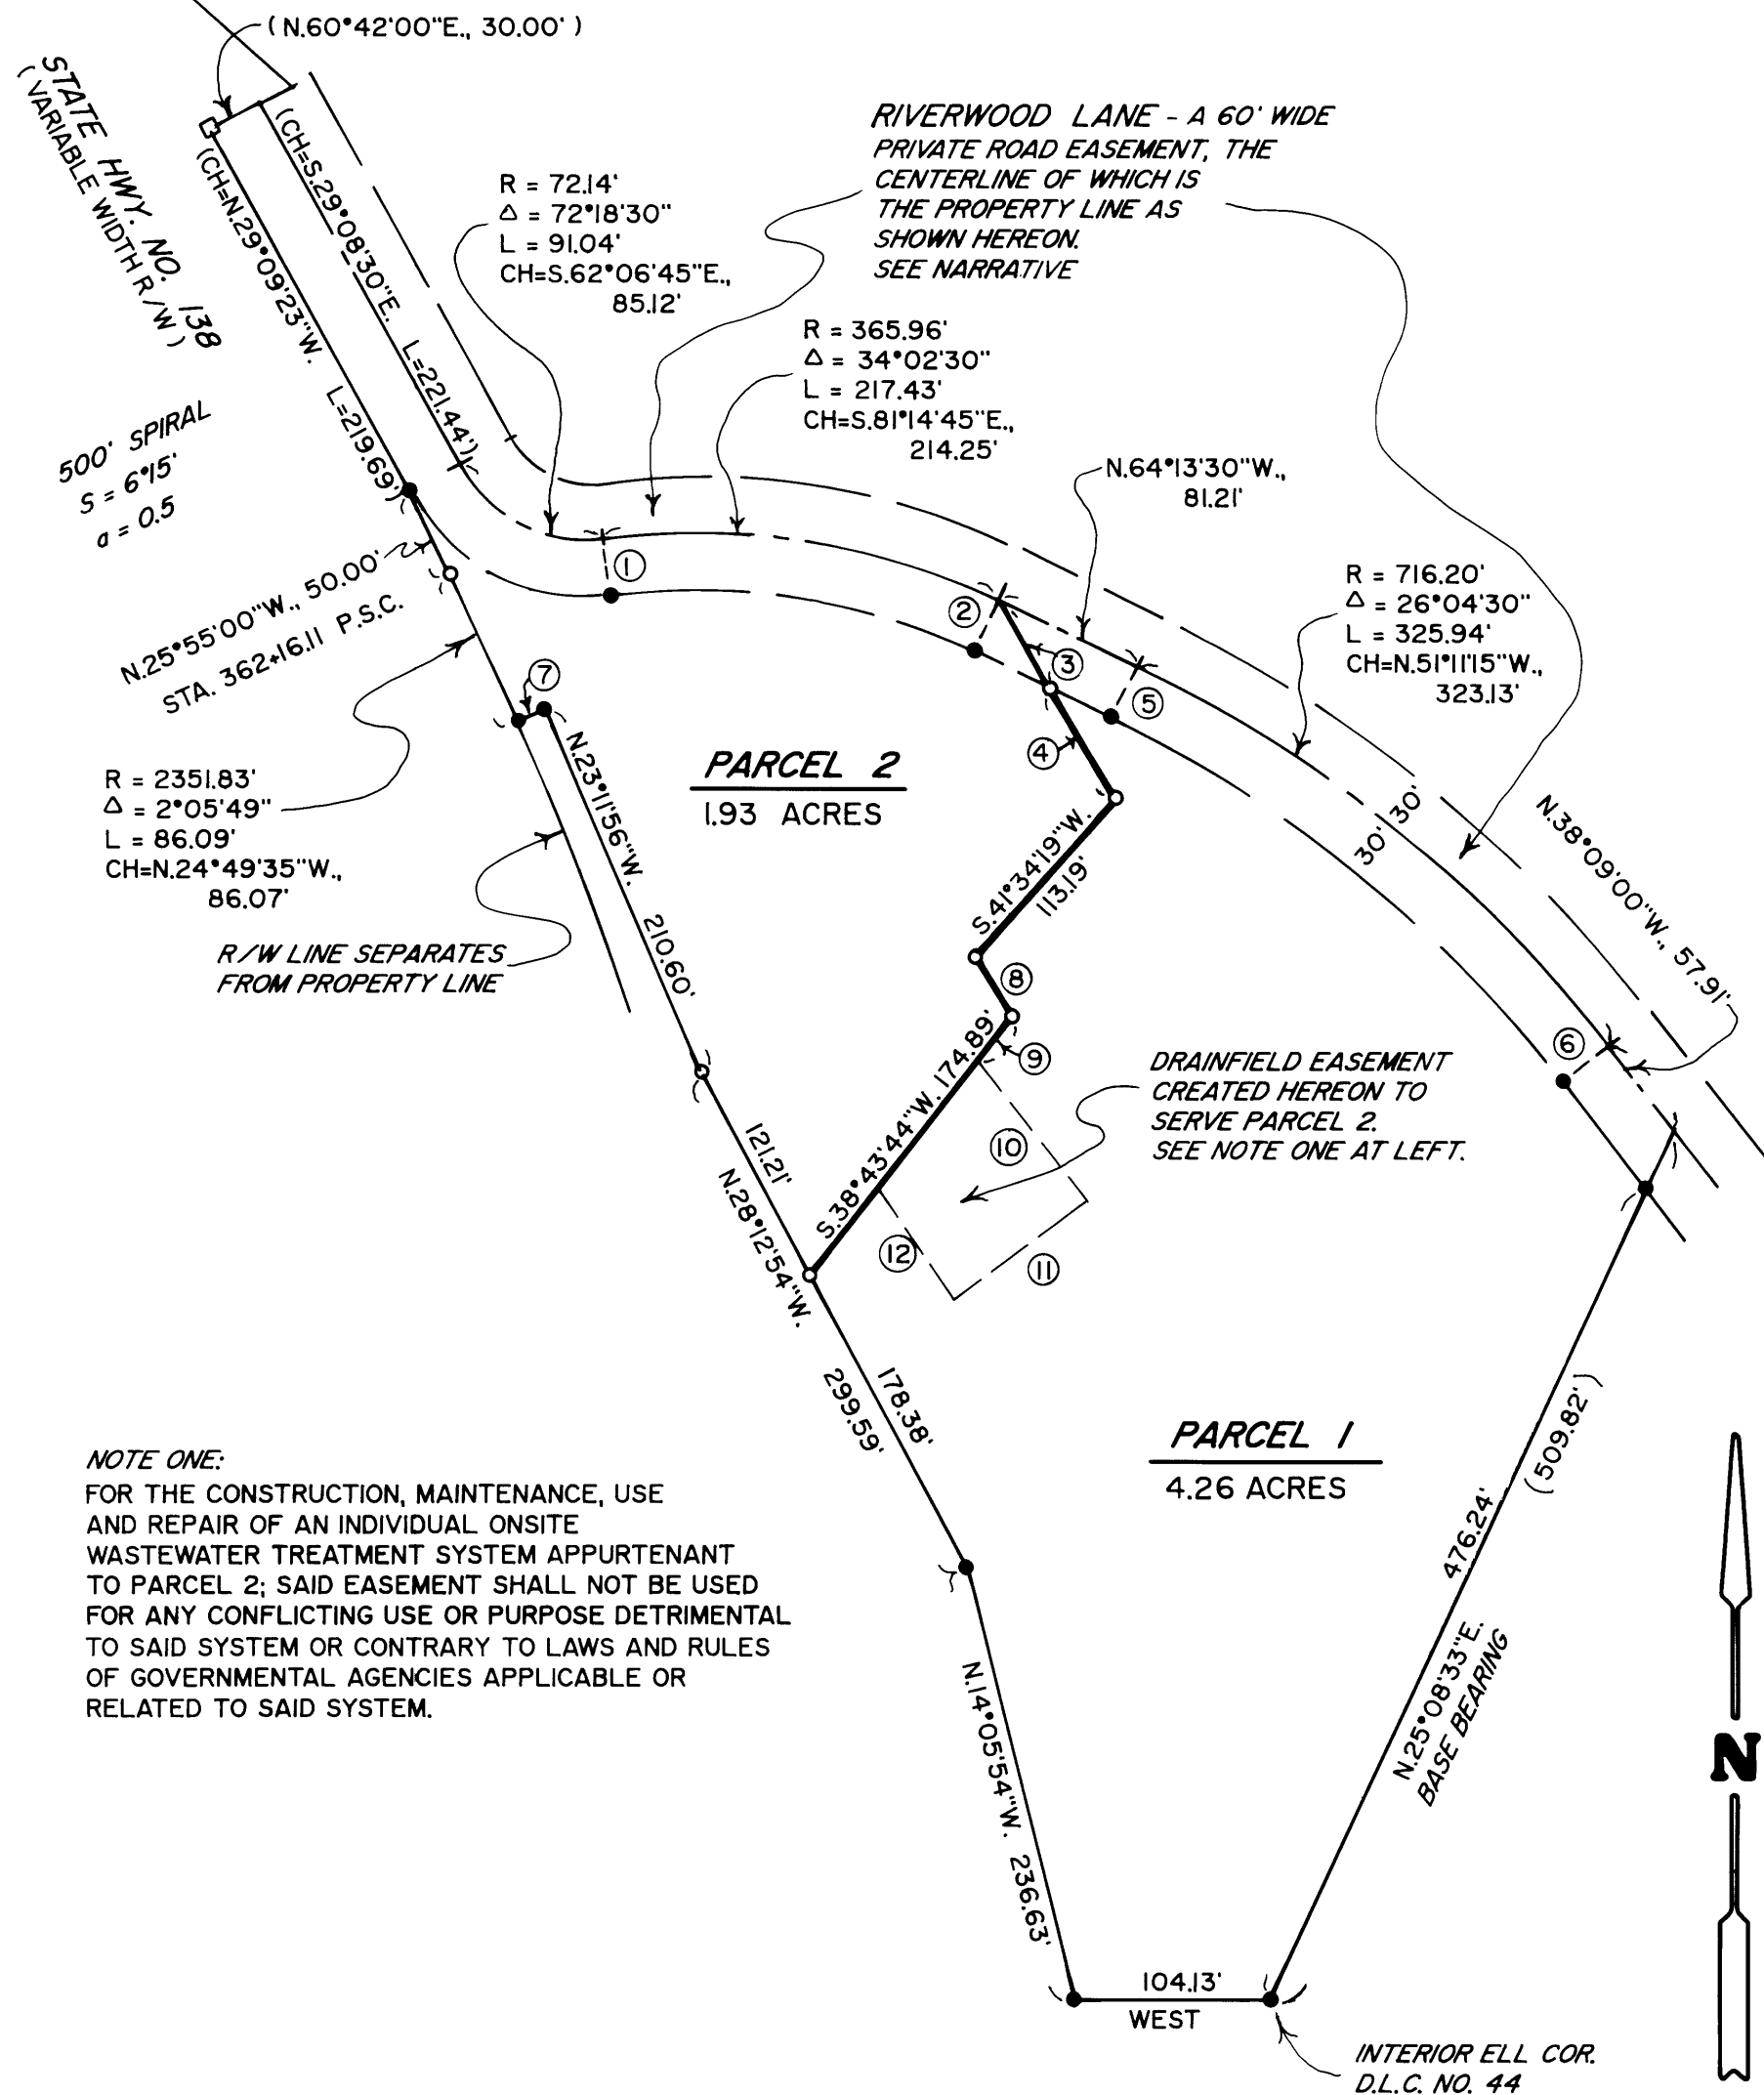 (N.60°42'00"E., 30.00')
STATE HWY. NO. 138
(VARIABLE WIDTH R/W)
(CH=S.29°08'30"E. L=221.44')
(CH=N.29°09'23"W. L=219.69')
R = 72.14'
Δ = 72°18'30"
L = 91.04'
CH=S.62°06'45"E.,
85.12'
RIVERWOOD LANE - A 60' WIDE
PRIVATE ROAD EASEMENT, THE
CENTERLINE OF WHICH IS
THE PROPERTY LINE AS
SHOWN HEREON.
SEE NARRATIVE
R = 365.96'
Δ = 34°02'30"
L = 217.43'
CH=S.81°14'45"E.,
214.25'
N.64°13'30"W.,
81.21'
500' SPIRAL
S = 6°15'
a = 0.5
N.25°55'00"W., 50.00'
STA. 362+16.11 P.S.C.
R = 716.20'
Δ = 26°04'30"
L = 325.94'
CH=N.51°11'15"W.,
323.13'
1
2
3
4
5
7
R = 2351.83'
Δ = 2°05'49"
L = 86.09'
CH=N.24°49'35"W.,
86.07'
PARCEL 2
1.93 ACRES
30' 30'
N.38°09'00"W., 57.91'
N.23°11'56"W. 210.60'
S.41°34'19"W.
113.19'
R/W LINE SEPARATES
FROM PROPERTY LINE
8
9
6
S.38°43'44"W. 174.89'
DRAINFIELD EASEMENT
CREATED HEREON TO
SERVE PARCEL 2.
SEE NOTE ONE AT LEFT.
10
11
12
121.21'
N.28°12'54"W.
299.59'
178.38'
PARCEL 1
4.26 ACRES
(509.82')
476.24'
N.25°08'33"E.
BASE BEARING
NOTE ONE:
FOR THE CONSTRUCTION, MAINTENANCE, USE
AND REPAIR OF AN INDIVIDUAL ONSITE
WASTEWATER TREATMENT SYSTEM APPURTENANT
TO PARCEL 2; SAID EASEMENT SHALL NOT BE USED
FOR ANY CONFLICTING USE OR PURPOSE DETRIMENTAL
TO SAID SYSTEM OR CONTRARY TO LAWS AND RULES
OF GOVERNMENTAL AGENCIES APPLICABLE OR
RELATED TO SAID SYSTEM.
N.14°05'54"W. 236.63'
N
104.13'
WEST
INTERIOR ELL COR.
D.L.C. NO. 44